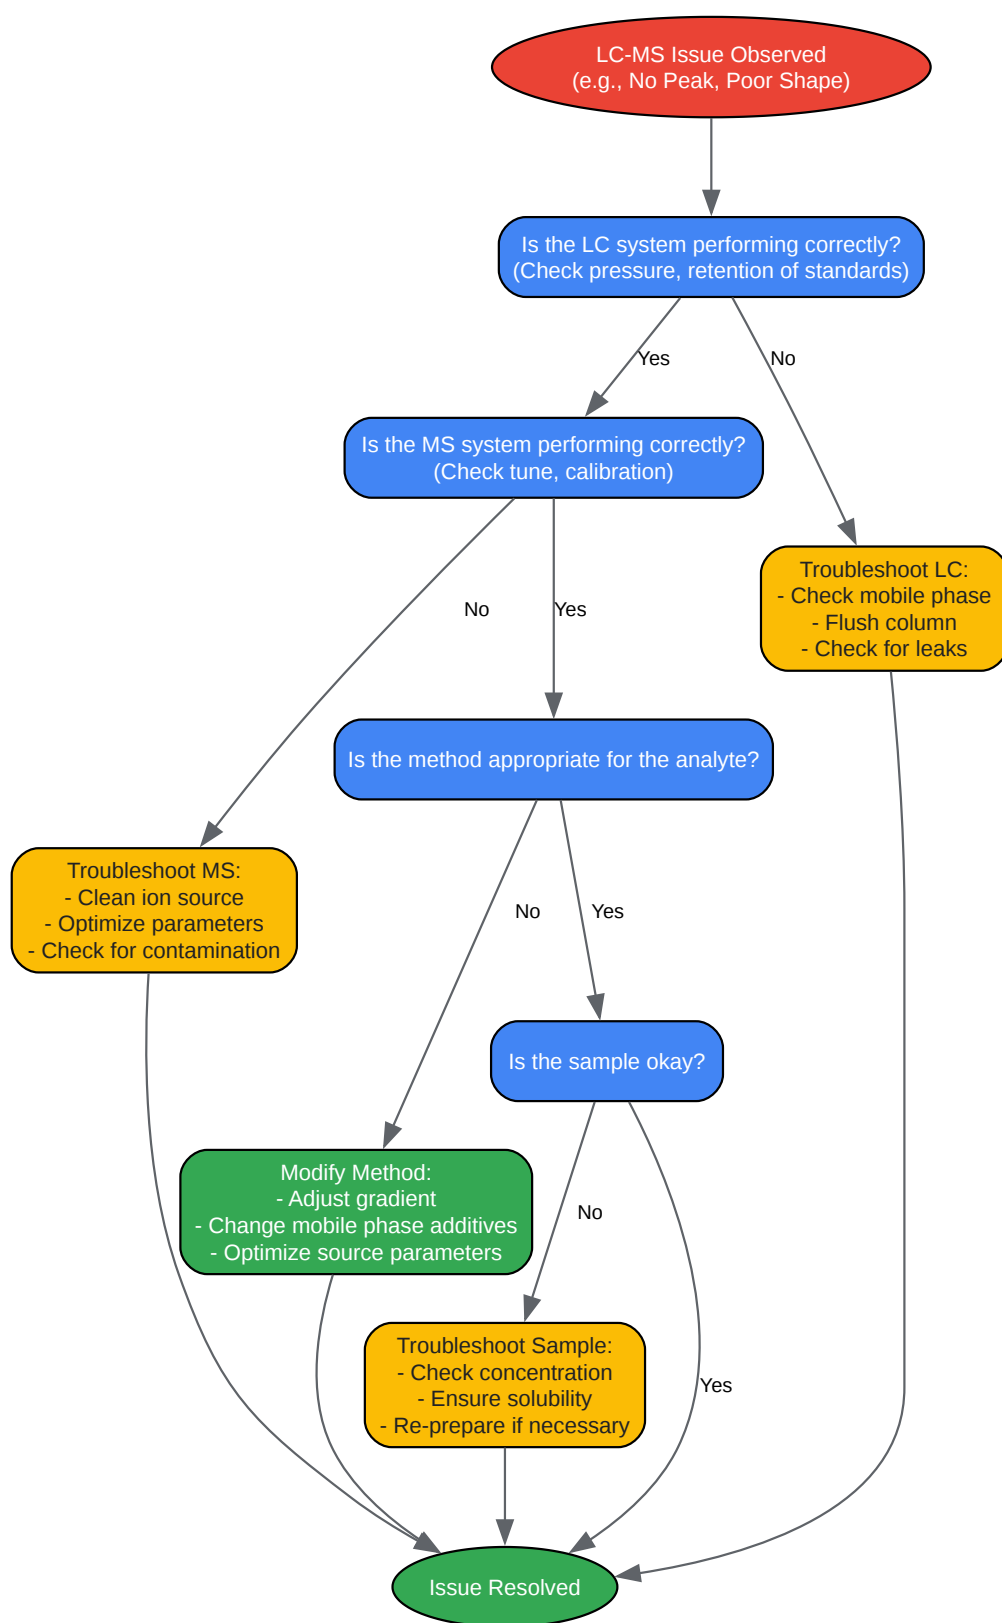 LC-MS Issue Observed
(e.g., No Peak, Poor Shape)
Is the LC system performing correctly?
(Check pressure, retention of standards)
Yes
No
Is the MS system performing correctly?
(Check tune, calibration)
Troubleshoot LC:
- Check mobile phase
- Flush column
- Check for leaks
No
Yes
Is the method appropriate for the analyte?
Troubleshoot MS:
- Clean ion source
- Optimize parameters
- Check for contamination
No
Yes
Is the sample okay?
Modify Method:
- Adjust gradient
- Change mobile phase additives
- Optimize source parameters
No
Troubleshoot Sample:
- Check concentration
- Ensure solubility
- Re-prepare if necessary
Yes
Issue Resolved